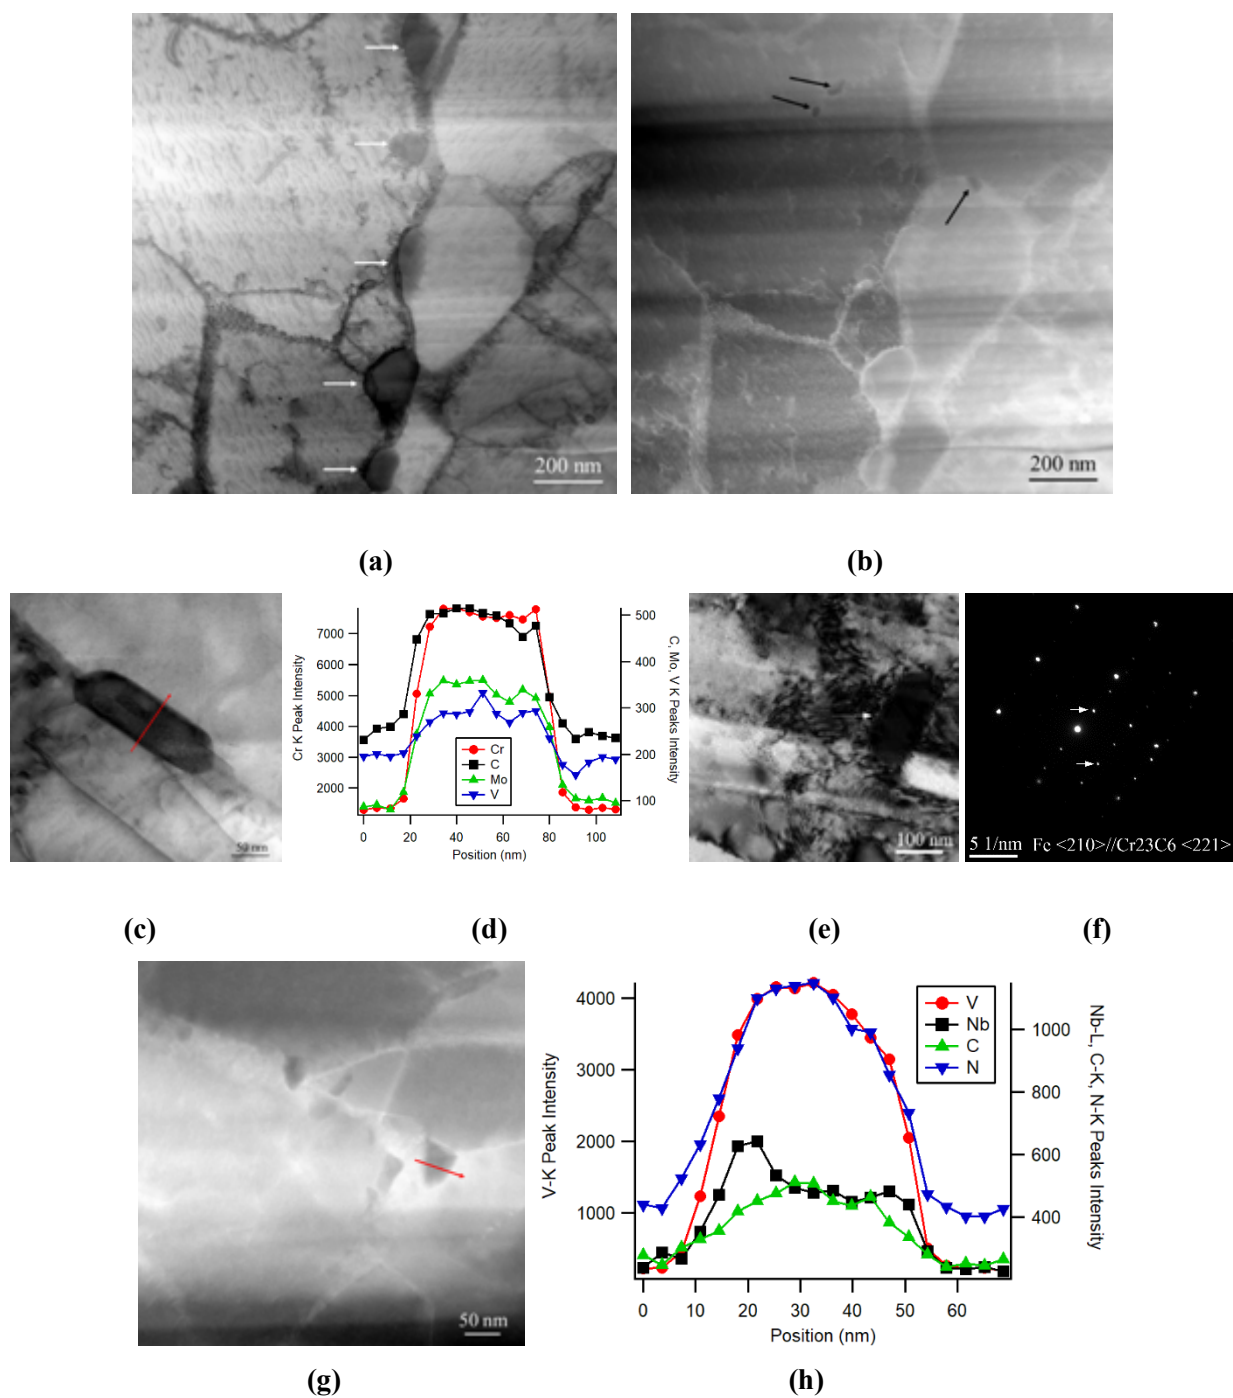 200 nm
200 nm
(a)
(b)
50 nm
7000
6000
5000
4000
3000
2000
Cr K Peak Intensity
500
400
300
200
100
C, Mo, V K Peaks Intensity
Cr
C
Mo
V
0 20 40 60 80 100
Position (nm)
100 nm
5 1/nm Fe <210>//Cr23C6 <221>
(c)
(d)
(e)
(f)
50 nm
4000
3000
2000
1000
V-K Peak Intensity
1000
800
600
400
Nb-L, C-K, N-K Peaks Intensity
V
Nb
C
N
0 10 20 30 40 50 60
Position (nm)
(g)
(h)